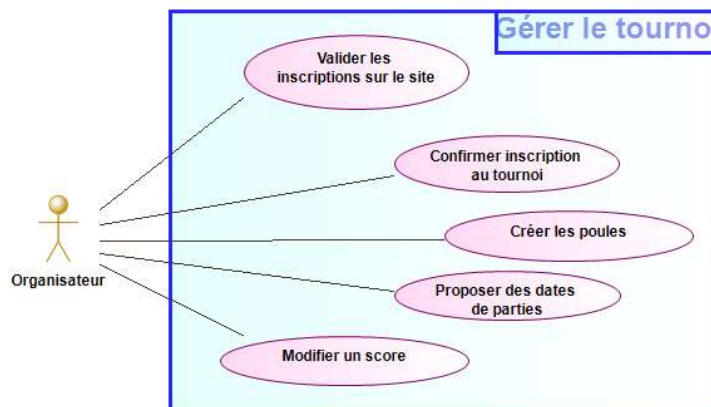 Gérer le tourno
Valider les
inscriptions sur le site
Confirmer inscription
au tournoi
Créer les poules
Organisateur
Proposer des dates
de parties
Modifier un score